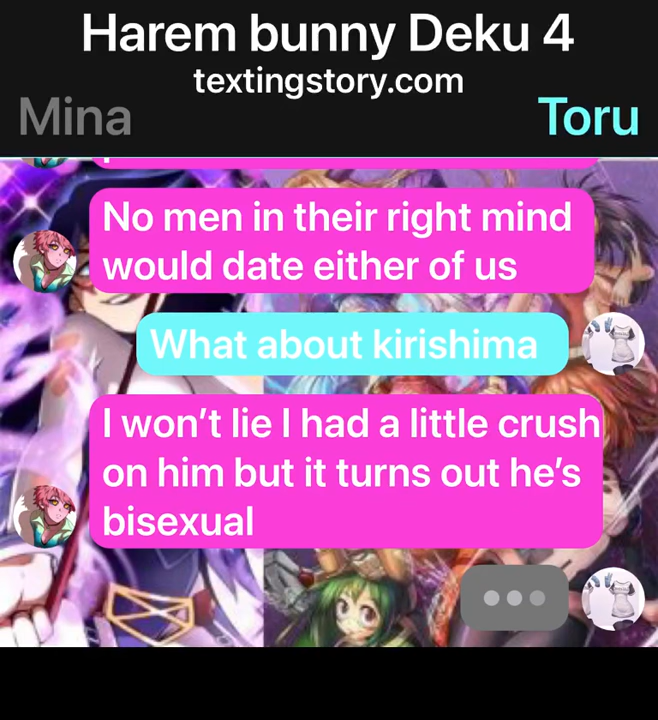 Harem bunny Deku 4
textingstory.com
Mina
Toru
No men in their right mind
would date either of us
What about kirishima
I won't lie I had a little crush
on him but it turns out he's
bisexual